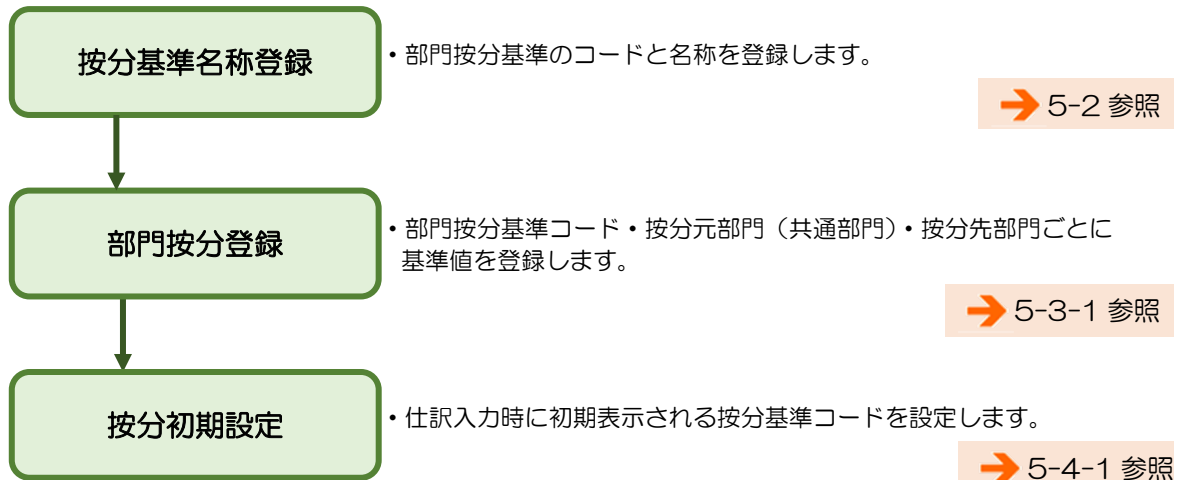 按分基準名称登録
・部門按分基準のコードと名称を登録します。
5-2 参照
部門按分登録
・部門按分基準コード・按分元部門（共通部門）・按分先部門ごとに
基準値を登録します。
5-3-1 参照
按分初期設定
・仕訳入力時に初期表示される按分基準コードを設定します。
5-4-1 参照